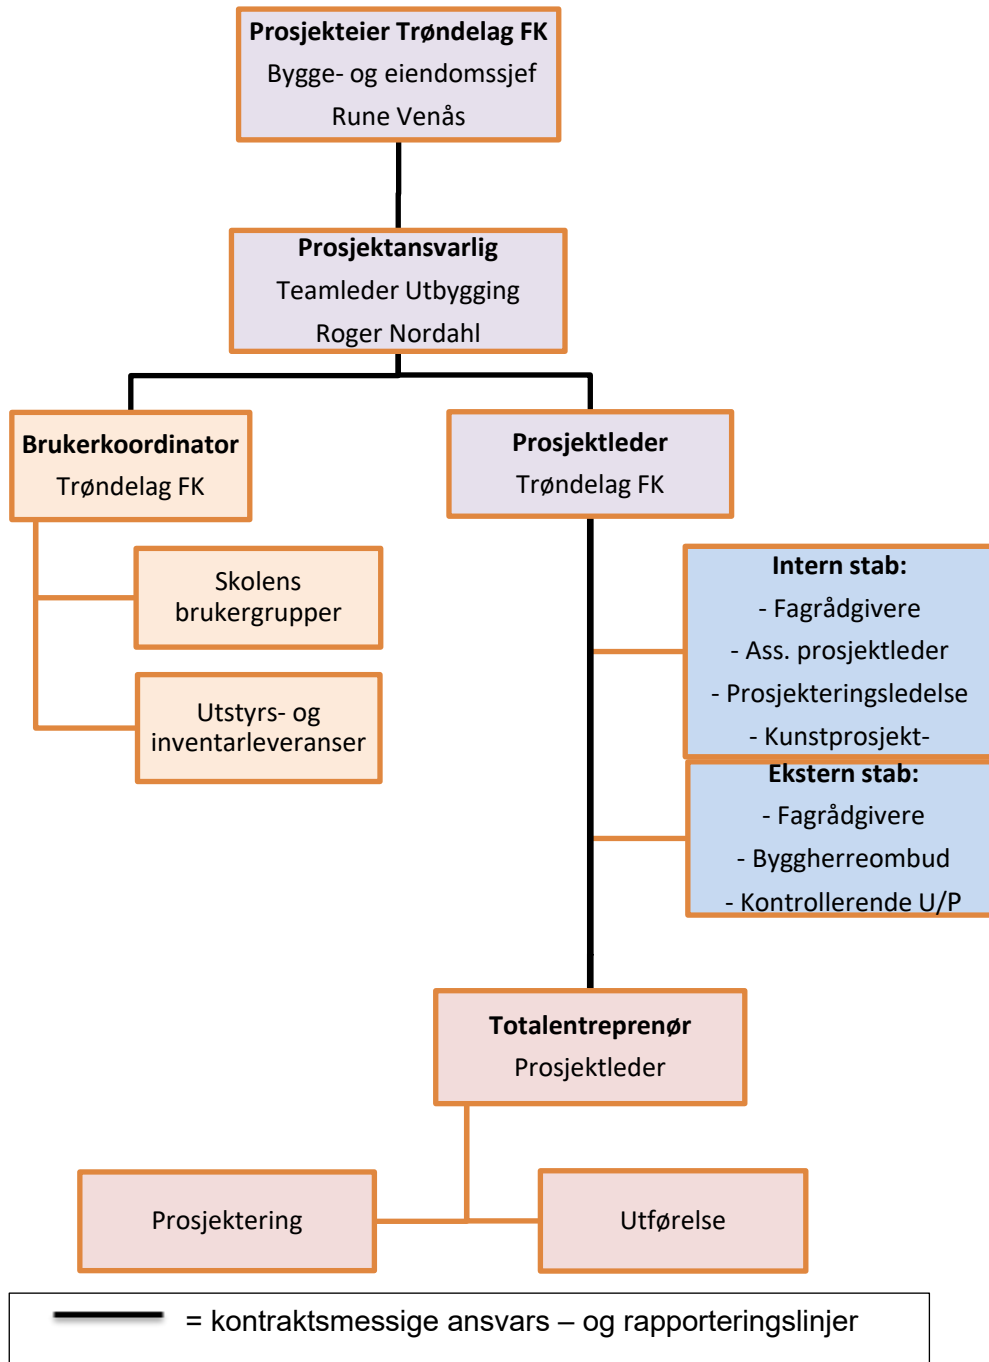 Prosjekteier Trøndelag FK
Bygge- og eiendomssjef
Rune Venås
Prosjektansvarlig
Teamleder Utbygging
Roger Nordahl
Brukerkoordinator
Trøndelag FK
Prosjektleder
Trøndelag FK
Skolens
brukergrupper
Utstyrs- og
inventarleveranser
Intern stab:
- Fagrådgivere
- Ass. prosjektleder
- Prosjekteringsledelse
- Kunstprosjekt-
Ekstern stab:
- Fagrådgivere
- Byggherreombud
- Kontrollerende U/P
Totalentreprenør
Prosjektleder
Prosjektering
Utførelse
= kontraktsmessige ansvars – og rapporteringslinjer